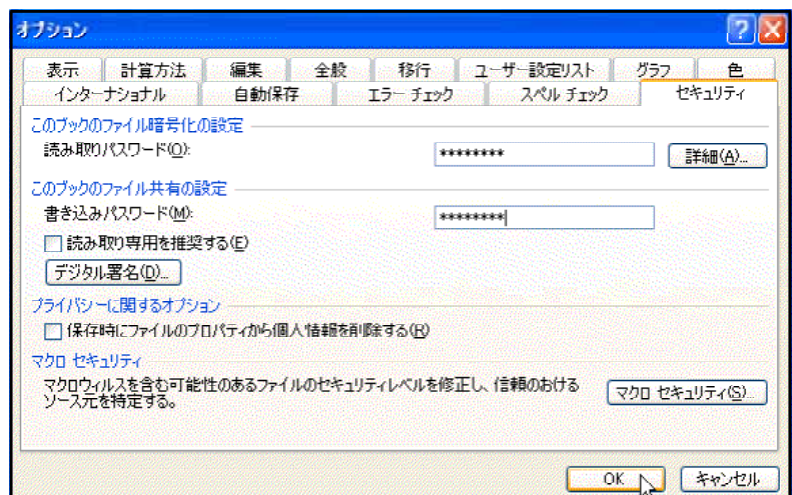 オプション
表示 計算方法 編集 全般 移行 ユーザー設定リスト グラフ 色
インターナショナル 自動保存 エラー チェック スペル チェック セキュリティ
このブックのファイル暗号化の設定
読み取りパスワード(O): ******** 詳細(A)...
このブックのファイル共有の設定
書き込みパスワード(M): ********
読み取り専用を推奨する(E)
デジタル署名(D)...
プライバシーに関するオプション
保存時にファイルのプロパティから個人情報を削除する(R)
マクロ セキュリティ
マクロウィルスを含む可能性のあるファイルのセキュリティレベルを修正し、信頼のおける
ソース元を特定する。
マクロ セキュリティ(S)...
OK キャンセル